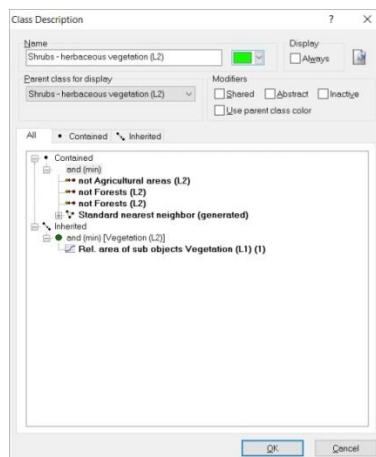 Class Description ? ×
Name
Shrubs - herbaceous vegetation (L2)
Display
Always
Parent class for display
Shrubs - herbaceous vegetation (L2)
Modifiers
Shared Abstract Inactive
Use parent class color
All Contained Inherited
Contained
and (min)
not Agricultural areas (L2)
not Forests (L2)
not Forests (L2)
Standard nearest neighbor (generated)
Inherited
and (min) [Vegetation (L2)]
Rel. area of sub objects Vegetation (L1) (1)
OK Cancel